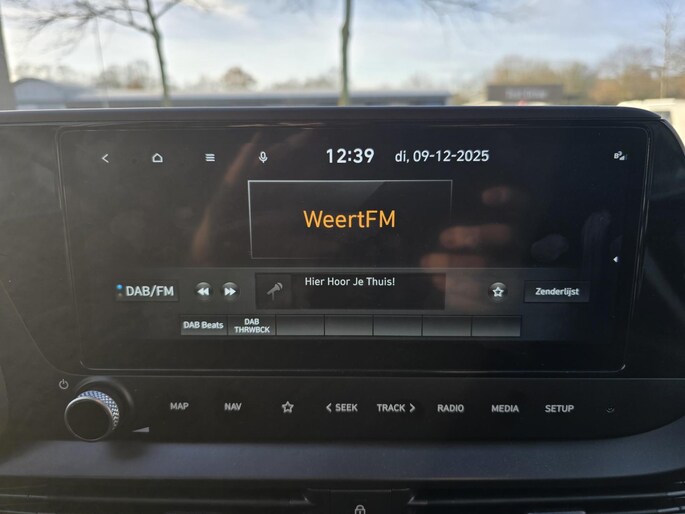 12:39 di, 09-12-2025
WeertFM
DAB/FM
Hier Hoor Je Thuis!
Zenderlijst
DAB Beats
DAB
THRWBCK
MAP NAV < SEEK TRACK > RADIO MEDIA SETUP